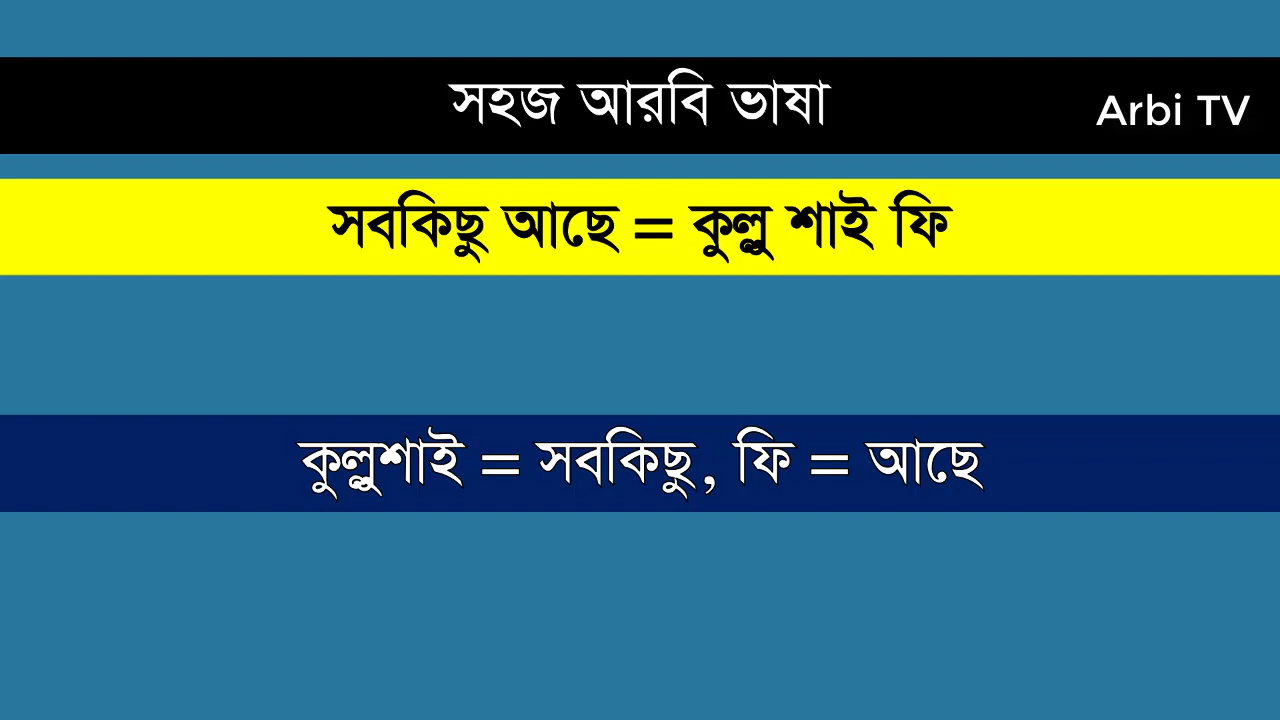 সহজ আরবি ভাষা
Arbi TV
সবকিছু আছে = কুল্লু শাই ফি
কুল্লুশাই = সবকিছু, ফি = আছে